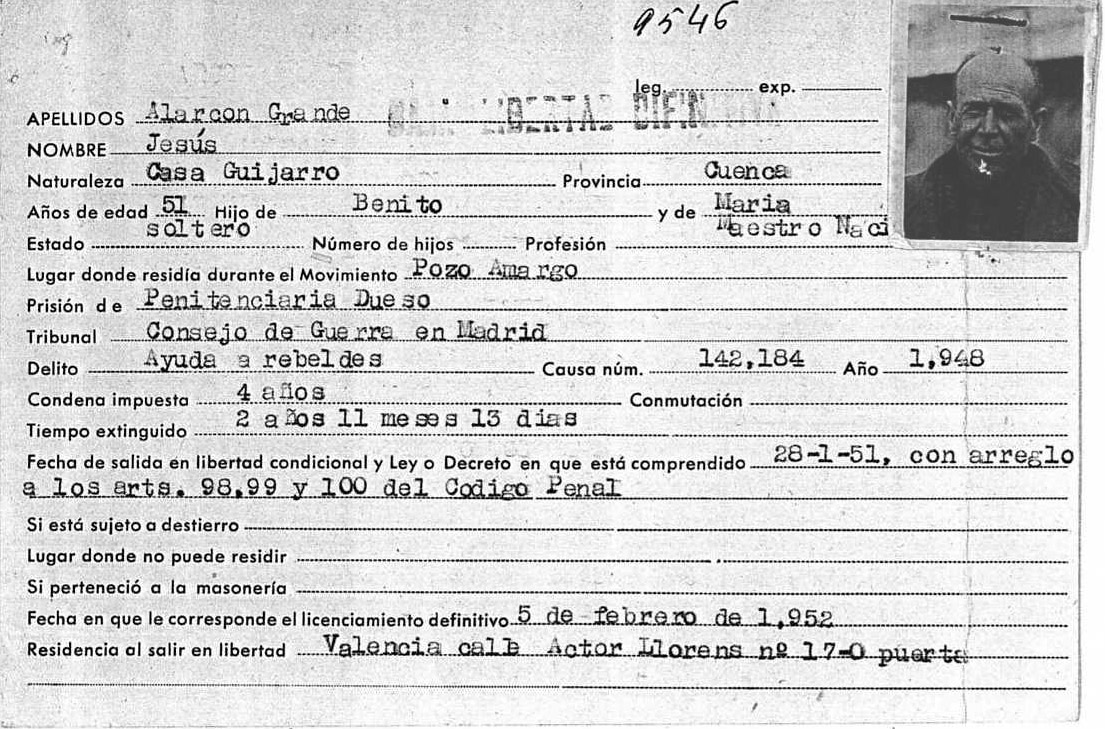 9546
leg. exp.
BAJA LIBERTAD DIFINITIVA
APELLIDOS Alarcon Grande
NOMBRE Jesús
Naturaleza Casa Guijarro Provincia Cuenca
Años de edad 51 Hijo de Benito y de Maria
Estado soltero Número de hijos Profesión Maestro Naci
Lugar donde residía durante el Movimiento Pozo Amargo
Prisión de Penitenciaria Dueso
Tribunal Consejo de Guerra en Madrid
Delito Ayuda a rebeldes Causa núm. 142,184 Año 1,948
Condena impuesta 4 años Conmutación
Tiempo extinguido 2 años 11 meses 13 dias
Fecha de salida en libertad condicional y Ley o Decreto en que está comprendido 28-1-51, con arreglo
a los arts. 98,99 y 100 del Codigo Penal
Si está sujeto a destierro
Lugar donde no puede residir
Si perteneció a la masonería
Fecha en que le corresponde el licenciamiento definitivo 5 de febrero de 1,952
Residencia al salir en libertad Valencia calle Actor Llorens nº 17-0 puerta